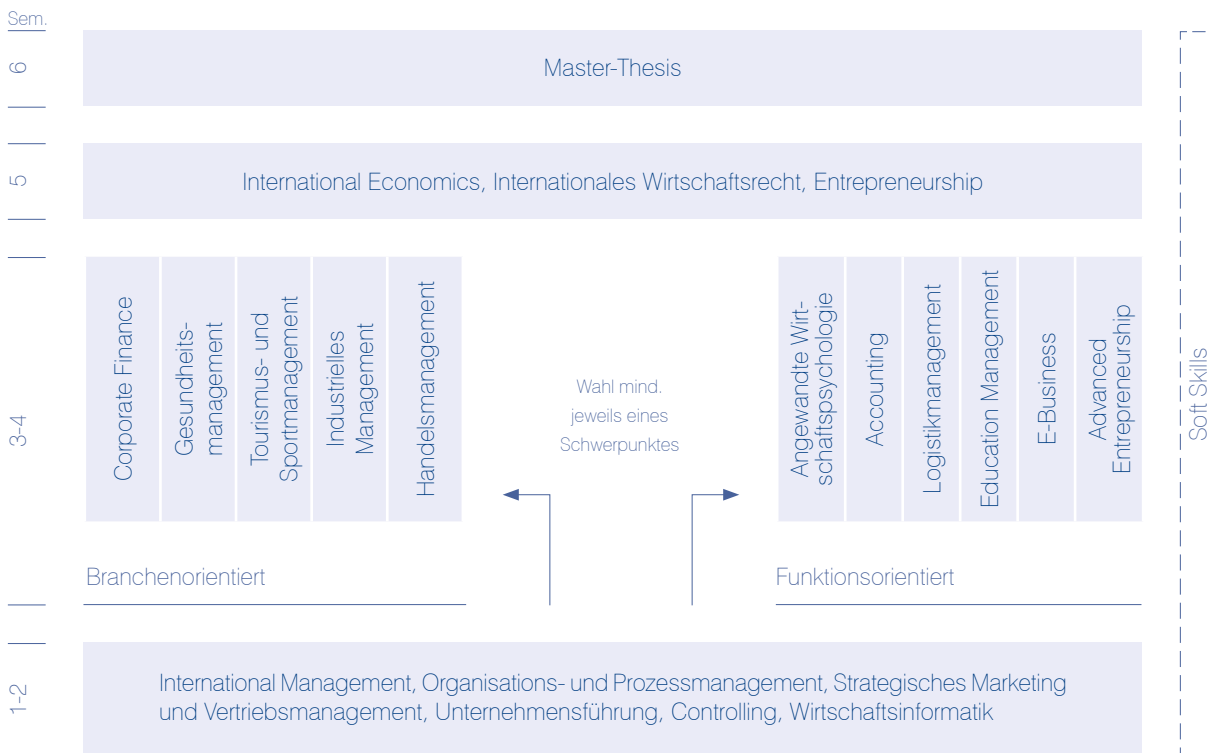 Sem.
6
Master-Thesis
5
International Economics, Internationales Wirtschaftsrecht, Entrepreneurship
3-4
Corporate Finance
Gesundheits-
management
Tourismus- und
Sportmanagement
Industrielles
Management
Handelsmanagement
Wahl mind.
jeweils eines
Schwerpunktes
Angewandte Wirt-
schaftspsychologie
Accounting
Logistikmanagement
Education Management
E-Business
Advanced
Entrepreneurship
Soft Skills
Branchenorientiert
Funktionsorientiert
1-2
International Management, Organisations- und Prozessmanagement, Strategisches Marketing
und Vertriebsmanagement, Unternehmensführung, Controlling, Wirtschaftsinformatik